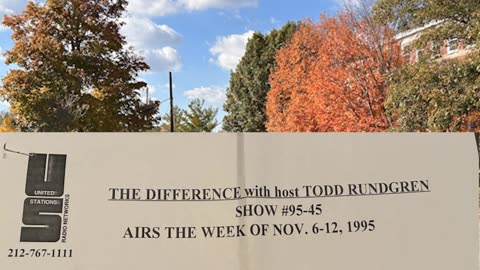 UNITED
STATIONS
RADIO NETWORKS
212-767-1111
THE DIFFERENCE with host TODD RUNDGREN
SHOW #95-45
AIRS THE WEEK OF NOV. 6-12, 1995